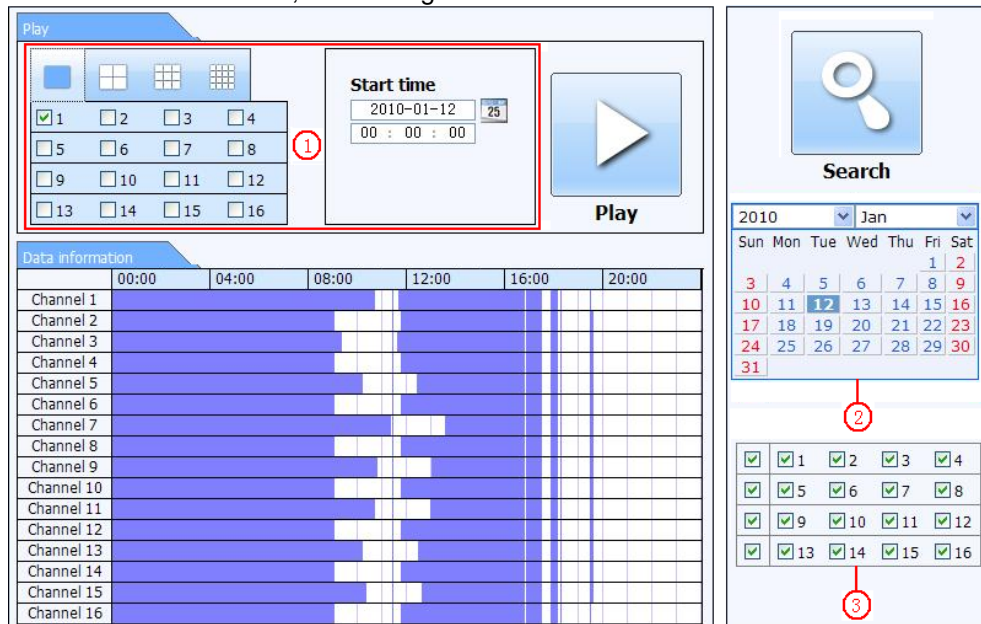 Play
1 2 3 4
5 6 7 8
9 10 11 12
13 14 15 16
1
Start time
2010-01-12 25
00 : 00 : 00
Play
Data information
00:00 04:00 08:00 12:00 16:00 20:00
Channel 1
Channel 2
Channel 3
Channel 4
Channel 5
Channel 6
Channel 7
Channel 8
Channel 9
Channel 10
Channel 11
Channel 12
Channel 13
Channel 14
Channel 15
Channel 16
Search
2010 Jan
Sun Mon Tue Wed Thu Fri Sat
1 2
3 4 5 6 7 8 9
10 11 12 13 14 15 16
17 18 19 20 21 22 23
24 25 26 27 28 29 30
31
2
1 2 3 4
5 6 7 8
9 10 11 12
13 14 15 16
3